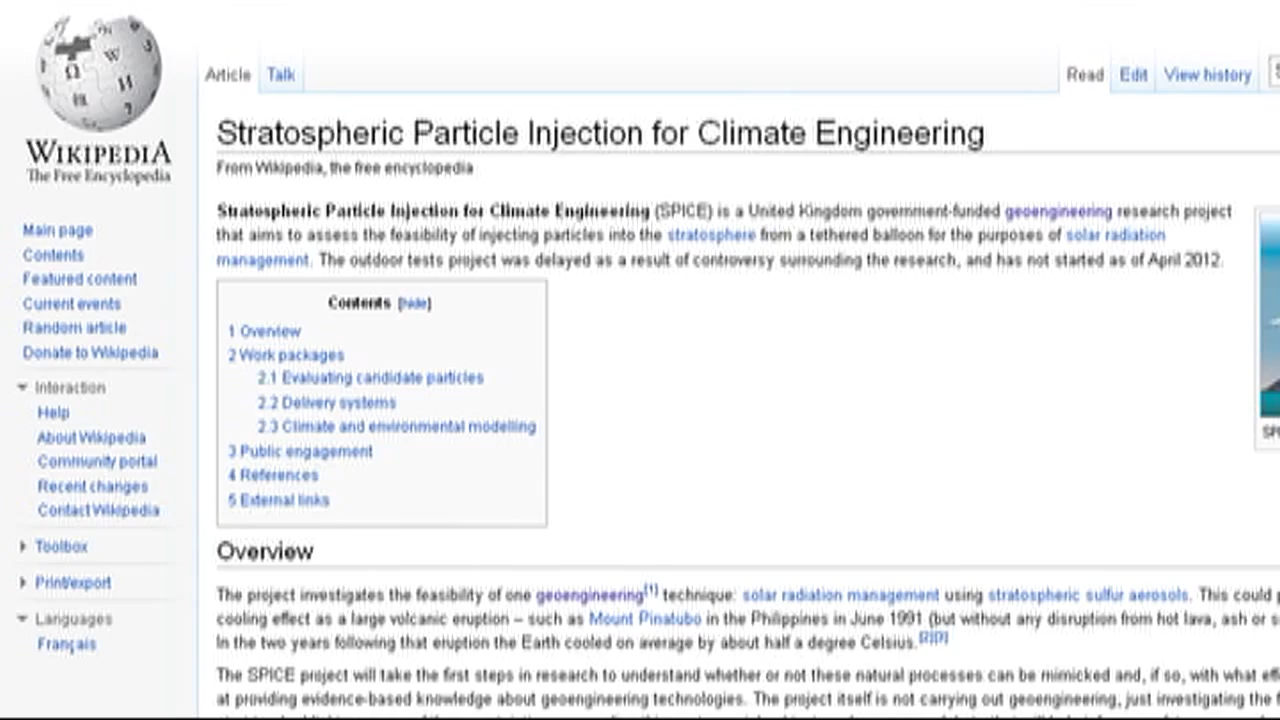 WIKIPEDIA
The Free Encyclopedia
Main page
Contents
Featured content
Current events
Random article
Donate to Wikipedia
Interaction
Help
About Wikipedia
Community portal
Recent changes
Contact Wikipedia
Toolbox
Print/export
Languages
Français
Article Talk Read Edit View history
Stratospheric Particle Injection for Climate Engineering
From Wikipedia, the free encyclopedia
Stratospheric Particle Injection for Climate Engineering (SPICE) is a United Kingdom government-funded geoengineering research project
that aims to assess the feasibility of injecting particles into the stratosphere from a tethered balloon for the purposes of solar radiation
management. The outdoor tests project was delayed as a result of controversy surrounding the research, and has not started as of April 2012.
Contents [hide]
1 Overview
2 Work packages
2.1 Evaluating candidate particles
2.2 Delivery systems
2.3 Climate and environmental modelling
3 Public engagement
4 References
5 External links
Overview
The project investigates the feasibility of one geoengineering[1] technique: solar radiation management using stratospheric sulfur aerosols. This could
cooling effect as a large volcanic eruption – such as Mount Pinatubo in the Philippines in June 1991 (but without any disruption from hot lava, ash or
In the two years following that eruption the Earth cooled on average by about half a degree Celsius.[2][3]
The SPICE project will take the first steps in research to understand whether or not these natural processes can be mimicked and, if so, with what
at providing evidence-based knowledge about geoengineering technologies. The project itself is not carrying out geoengineering, just investigating the